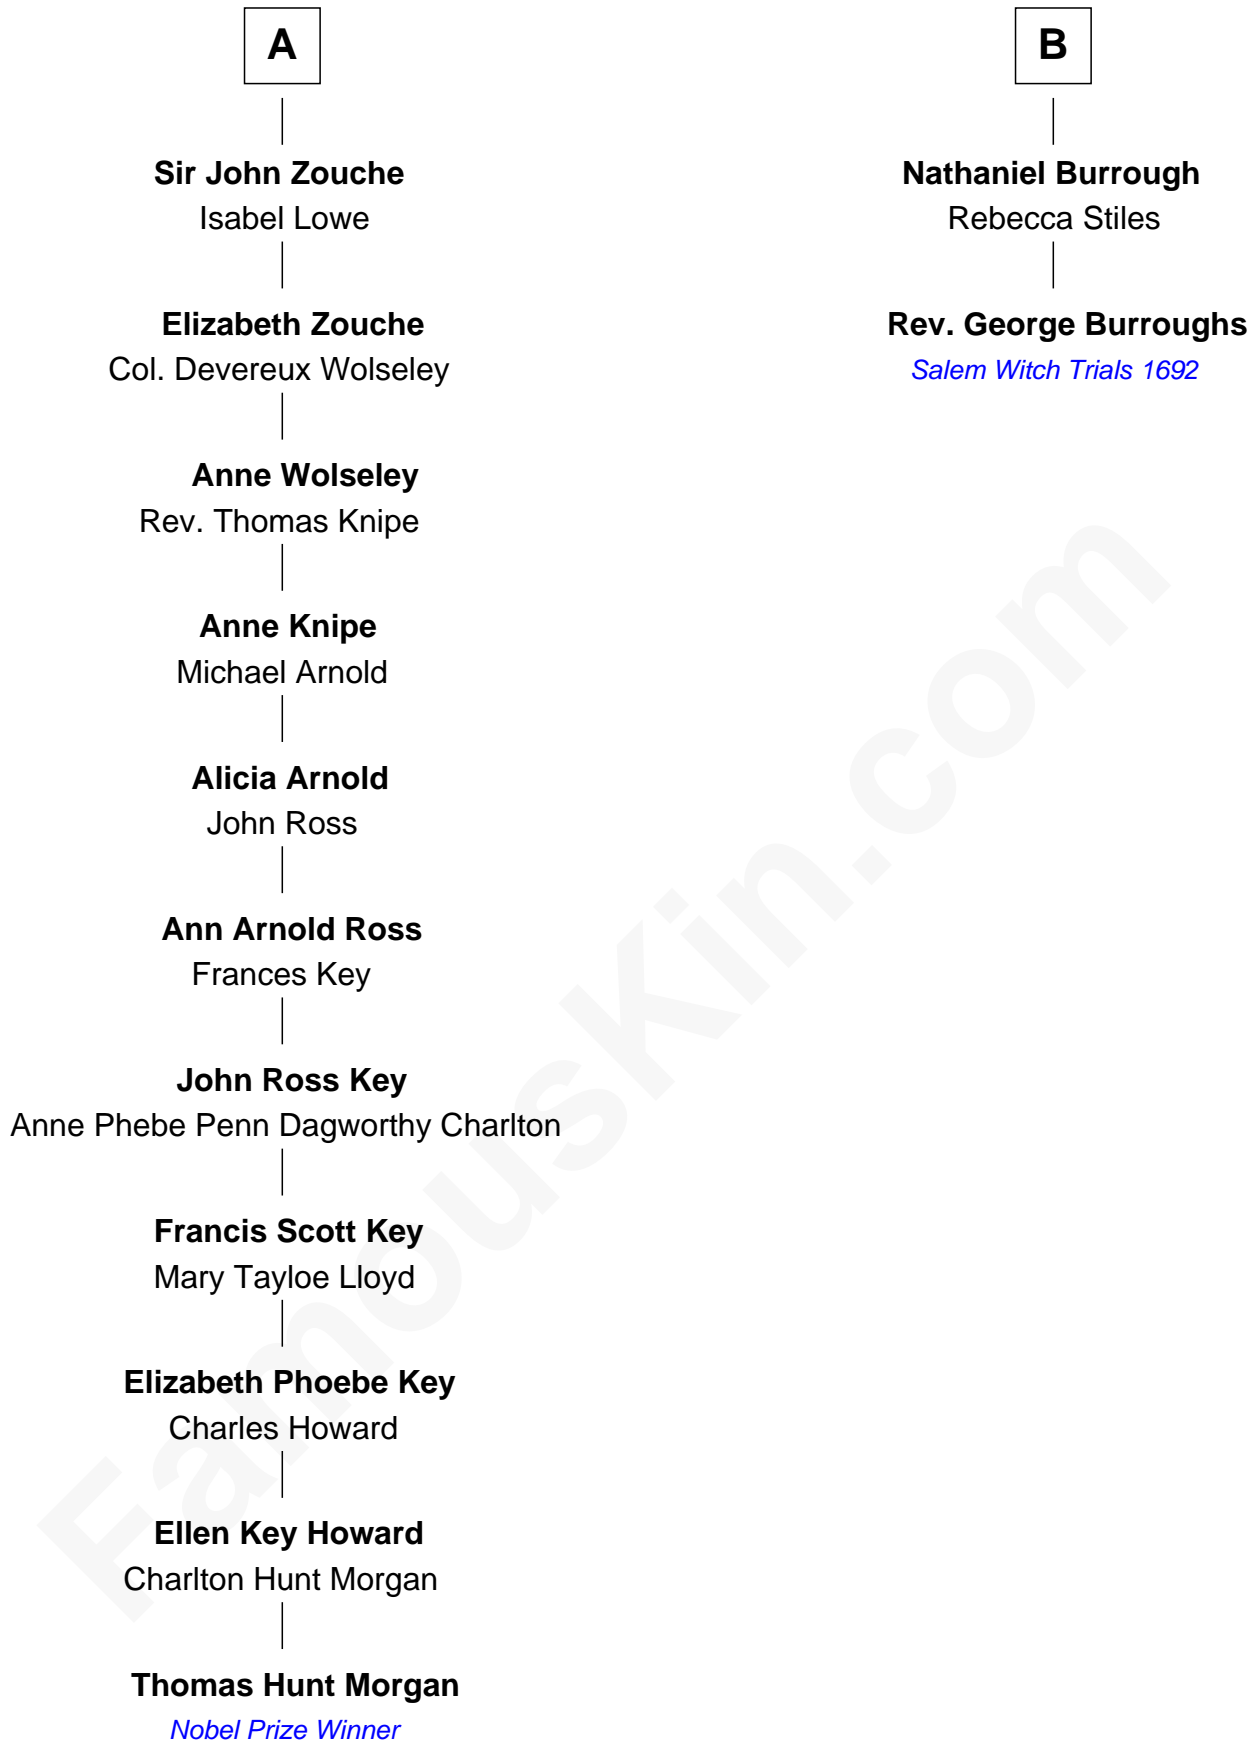 A
Sir John Zouche
Isabel Lowe
Elizabeth Zouche
Col. Devereux Wolseley
Anne Wolseley
Rev. Thomas Knipe
Anne Knipe
Michael Arnold
Alicia Arnold
John Ross
Ann Arnold Ross
Frances Key
John Ross Key
Anne Phebe Penn Dagworthy Charlton
Francis Scott Key
Mary Tayloe Lloyd
Elizabeth Phoebe Key
Charles Howard
Ellen Key Howard
Charlton Hunt Morgan
Thomas Hunt Morgan
Nobel Prize Winner
B
Nathaniel Burrough
Rebecca Stiles
Rev. George Burroughs
Salem Witch Trials 1692
FamousKin.com